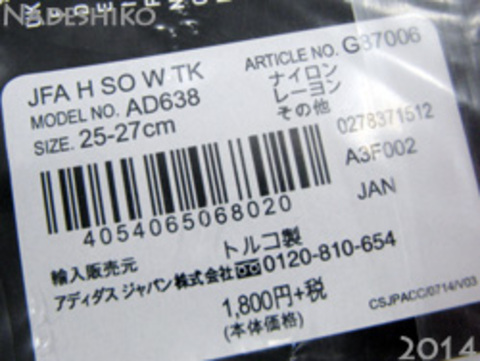 NADESHIKO
JFA H SO W TK
ARTICLE NO. G37006
MODEL NO. AD638
ナイロン
SIZE. 25-27cm
レーヨン
その他
0278371512
A3F002
JAN
4054065068020
トルコ製
輸入販売元
アディダス ジャパン株式会社 0120-810-654
1,800円+税
(本体価格)
CSJPACC/0714/V03
2014